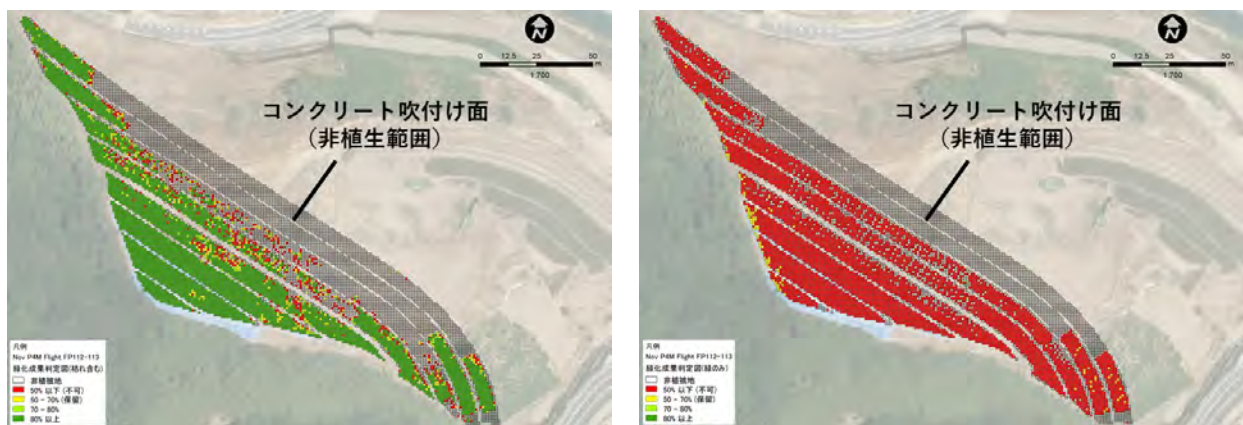 N
0 12.5 25 50
m
1:700
コンクリート吹付け面
(非植生範囲)
凡例
Nov P4M Flight FP112-113
緑化成果判定図(枯れ含む)
非植被地
50% 以下 (不可)
50 - 70% (保留)
70 - 80%
80% 以上
N
0 12.5 25 50
m
1:700
コンクリート吹付け面
(非植生範囲)
凡例
Nov P4M Flight FP112-113
緑化成果判定図(緑のみ)
非植被地
50% 以下 (不可)
50 - 70% (保留)
70 - 80%
80% 以上